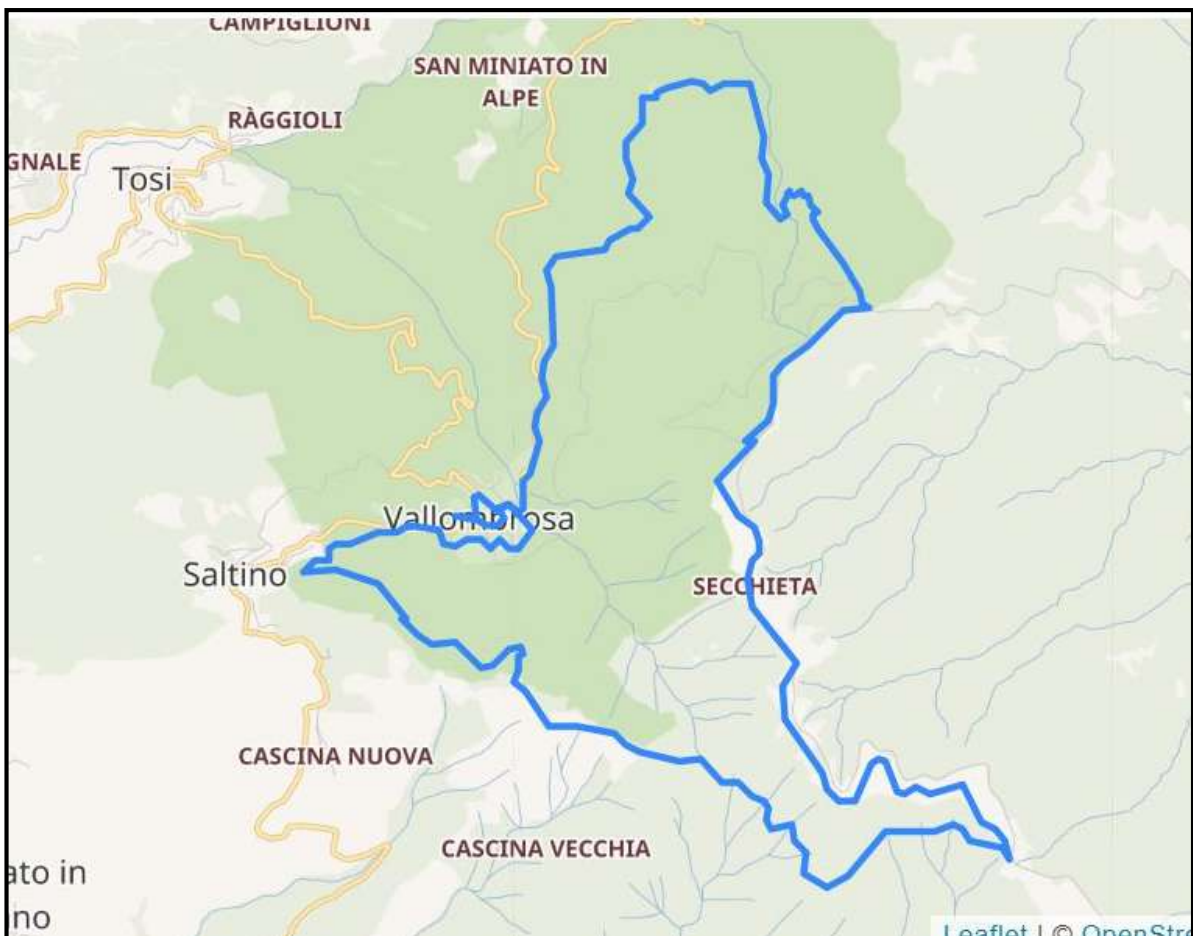 CAMPIGLIONI
SAN MINIATO IN
ALPE
RÀGGIOLI
GNALE
Tosi
Vallombrosa
Saltino
SECCHIETA
CASCINA NUOVA
CASCINA VECCHIA
ato in
no
Leaflet | © OpenStre